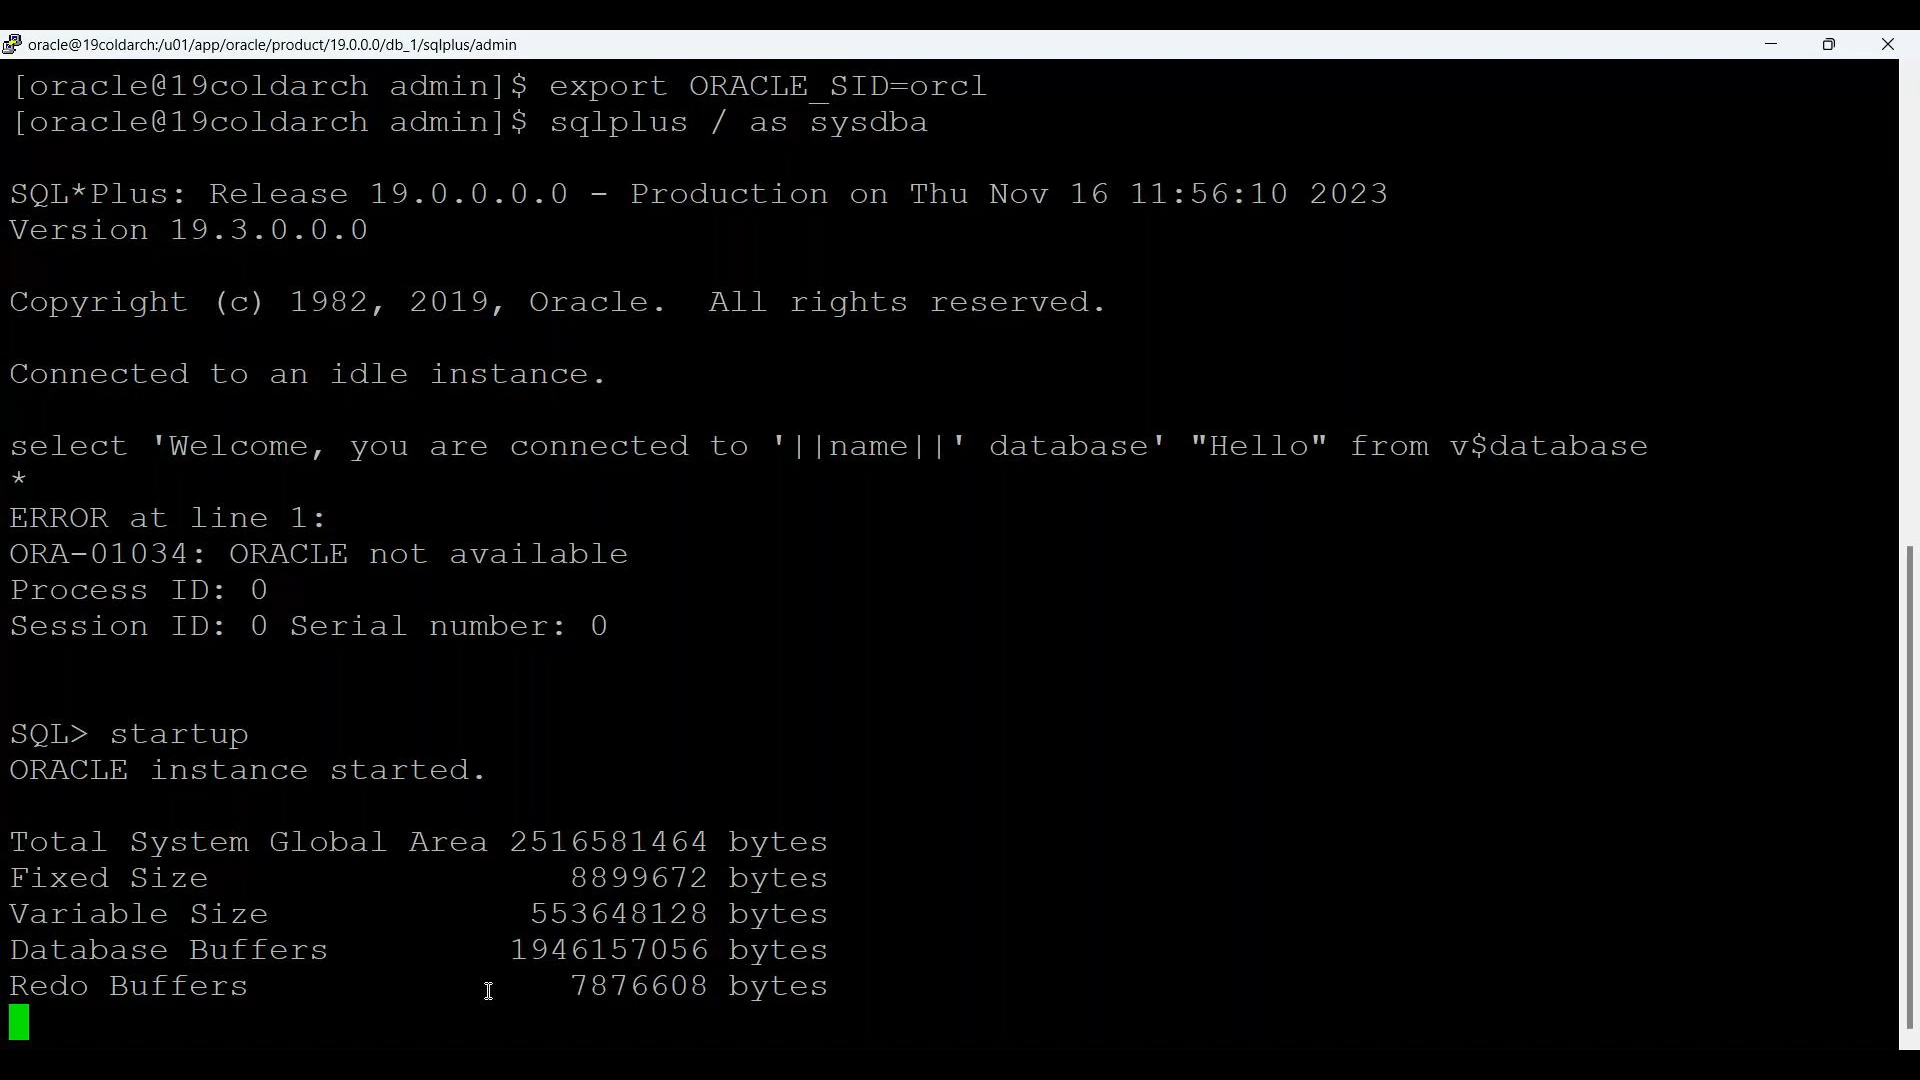 oracle@19coldarch:/u01/app/oracle/product/19.0.0.0/db_1/sqlplus/admin
[oracle@19coldarch admin]$ export ORACLE_SID=orcl
[oracle@19coldarch admin]$ sqlplus / as sysdba
SQL*Plus: Release 19.0.0.0.0 - Production on Thu Nov 16 11:56:10 2023
Version 19.3.0.0.0
Copyright (c) 1982, 2019, Oracle.  All rights reserved.
Connected to an idle instance.
select 'Welcome, you are connected to '||name||' database' "Hello" from v$database
*
ERROR at line 1:
ORA-01034: ORACLE not available
Process ID: 0
Session ID: 0 Serial number: 0
SQL> startup
ORACLE instance started.
Total System Global Area 2516581464 bytes
Fixed Size                  8899672 bytes
Variable Size             553648128 bytes
Database Buffers         1946157056 bytes
Redo Buffers                7876608 bytes